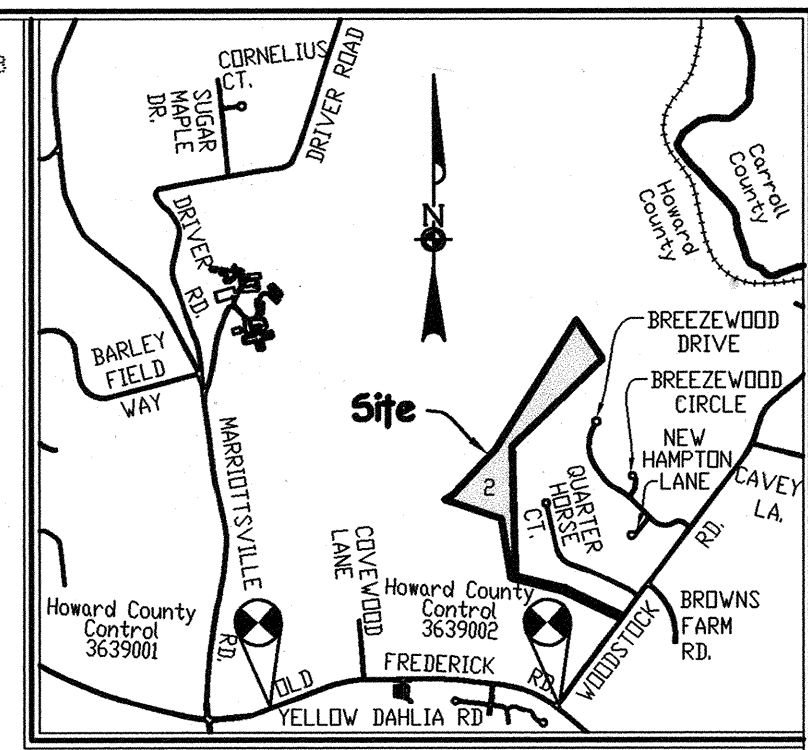 CORNELIUS
CT.
SUGAR
MAPLE
DR.
DRIVER ROAD
Carroll
County
Howard
County
N
DRIVER
RD.
BARLEY
FIELD
WAY
BREEZEWOOD
DRIVE
BREEZEWOOD
CIRCLE
NEW
HAMPTON
LANE
Site
2
QUARTER
HORSE
CT.
CAVEY
LA.
MARRIOTTSVILLE
RD.
COVEWOOD
LANE
Howard County
Control
3639001
Howard County
Control
3639002
WOODSTOCK
RD.
BROWNS
FARM
RD.
OLD
FREDERICK
RD.
YELLOW DAHLIA RD